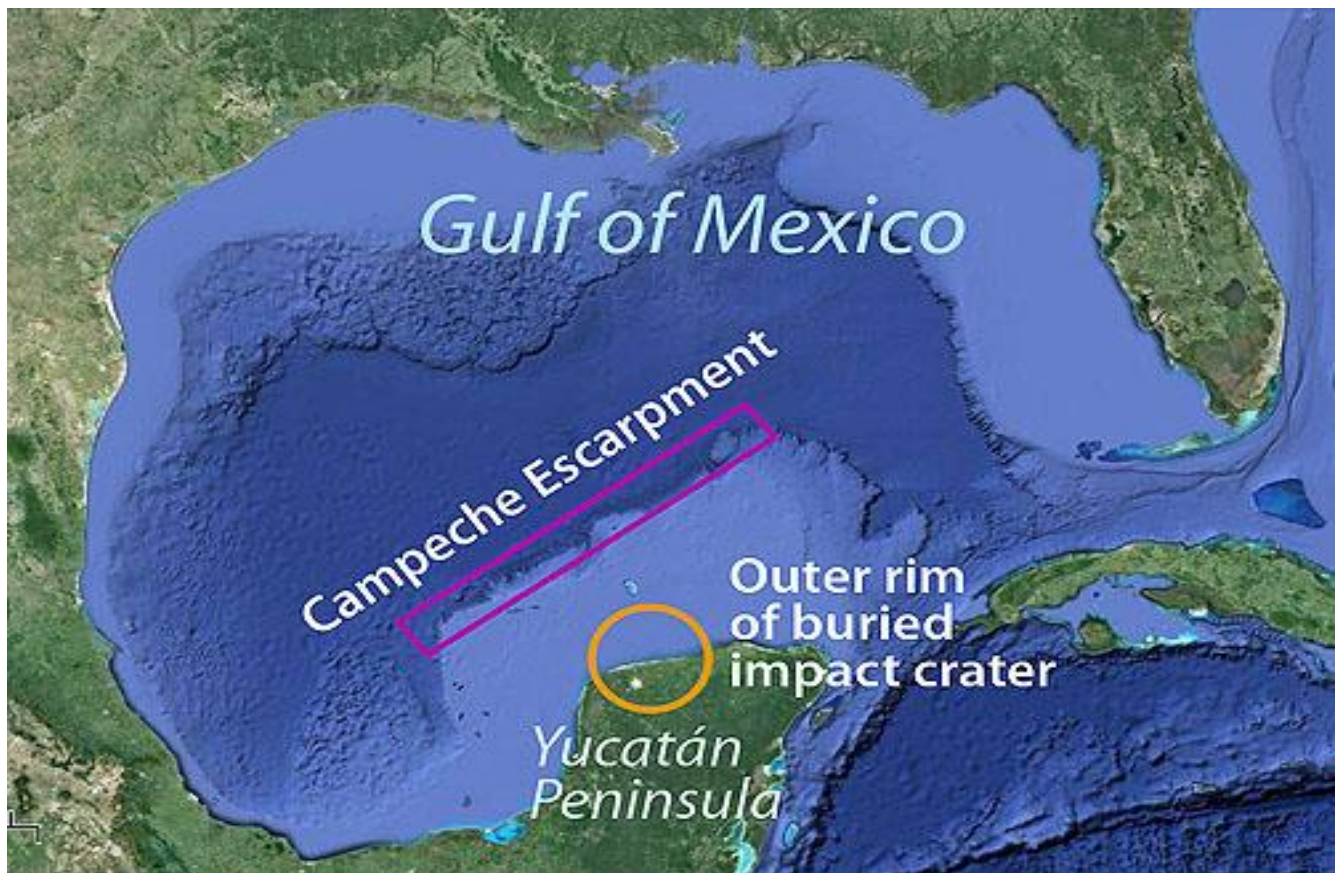 Gulf of Mexico
Campeche Escarpment
Outer rim
of buried
impact crater
Yucatán
Peninsula